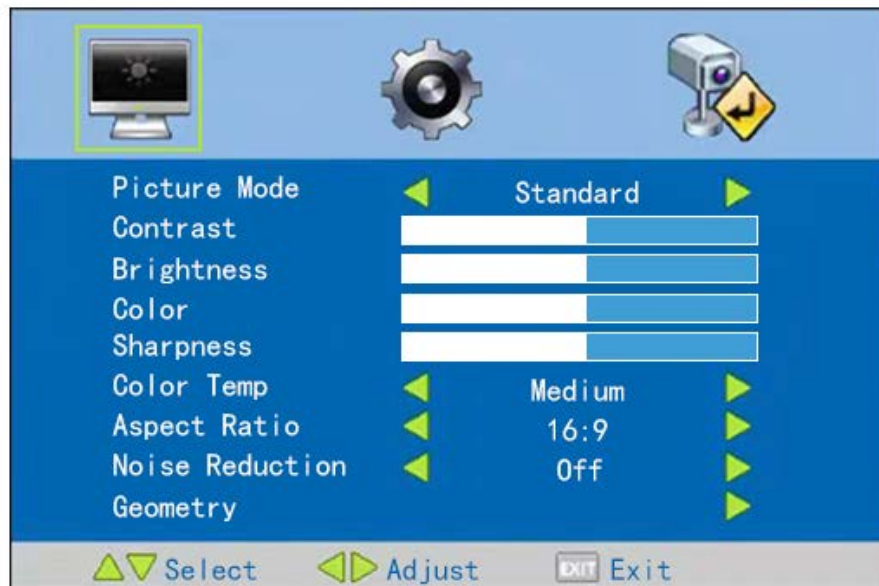 Picture Mode Standard
Contrast
Brightness
Color
Sharpness
Color Temp Medium
Aspect Ratio 16:9
Noise Reduction Off
Geometry
Select Adjust EXIT Exit